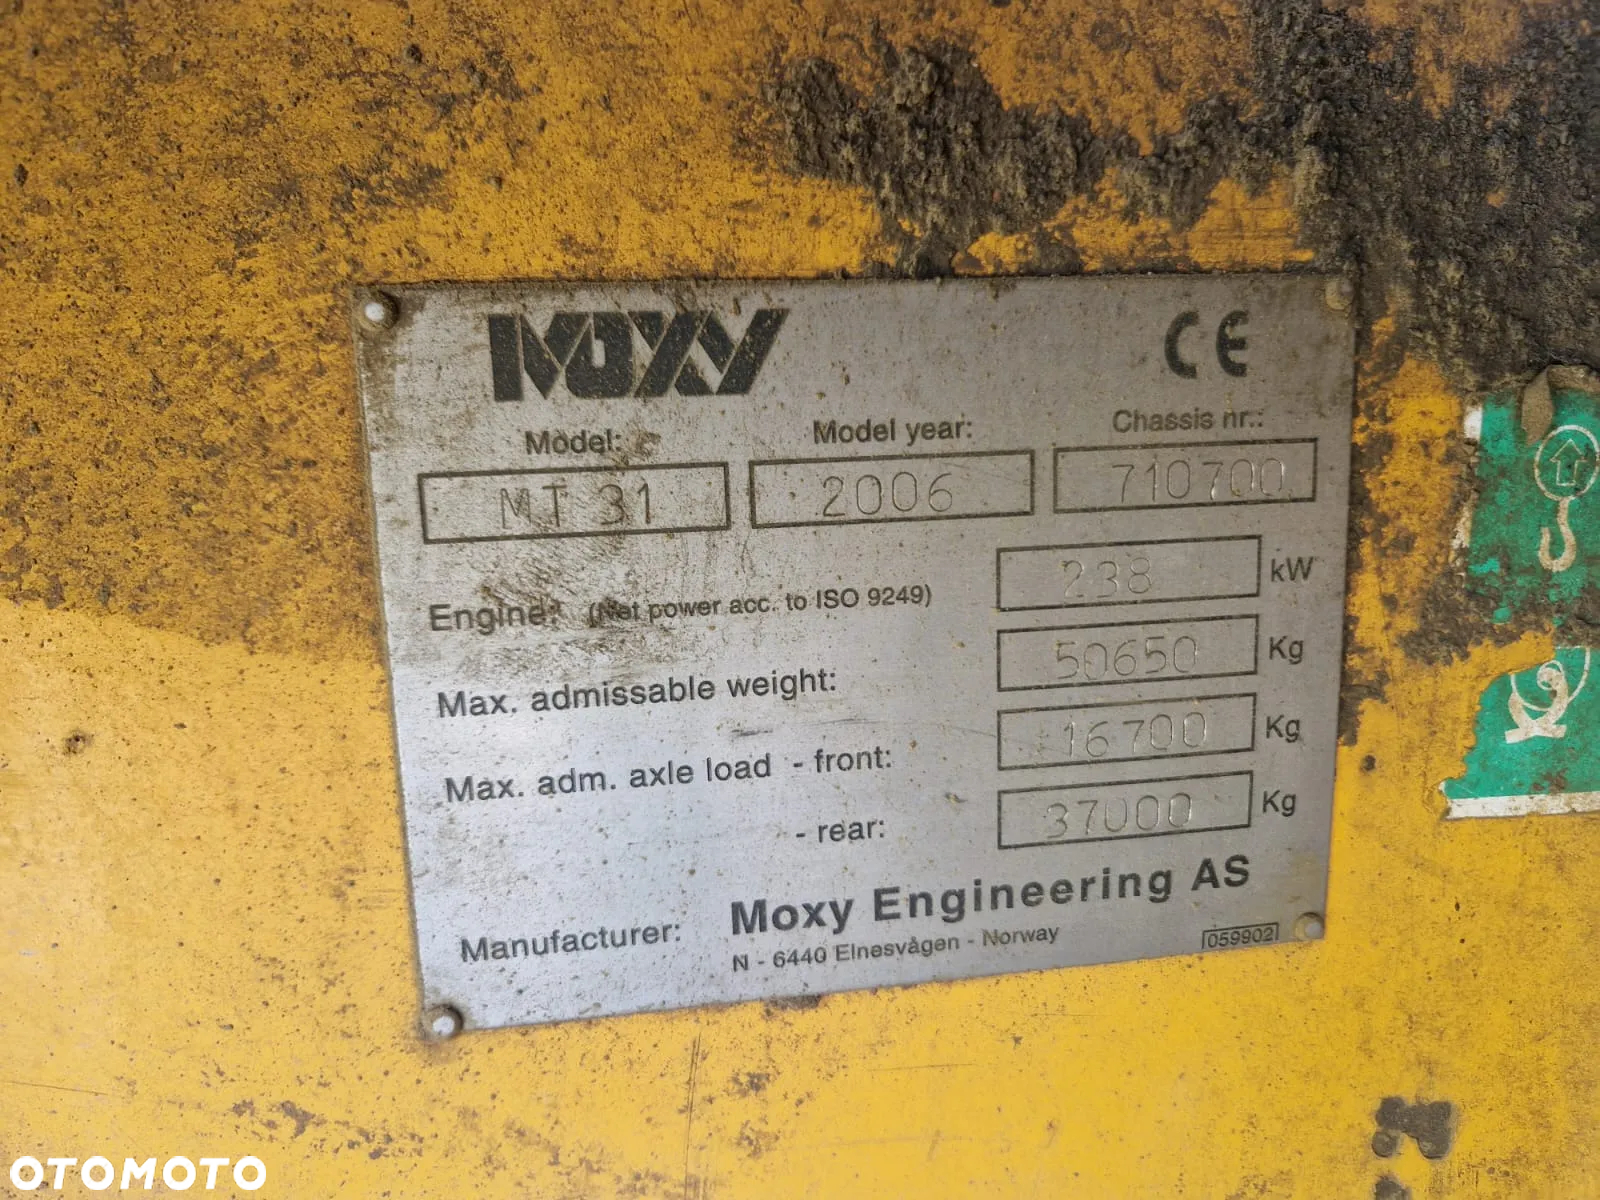 MOXY
CE
Model: Model year: Chassis nr.:
MT 31 2006 710700
Engine: (Net power acc. to ISO 9249) 238 kW
Max. admissable weight: 50650 Kg
Max. adm. axle load - front: 16700 Kg
- rear: 37000 Kg
Manufacturer: Moxy Engineering AS
N - 6440 Elnesvågen - Norway
059902
OTOMOTO